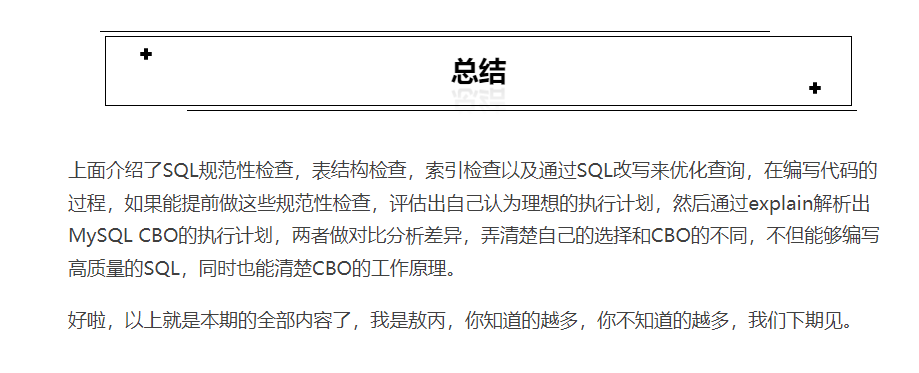 总结
上面介绍了SQL规范性检查，表结构检查，索引检查以及通过SQL改写来优化查询，在编写代码的
过程，如果能提前做这些规范性检查，评估出自己认为理想的执行计划，然后通过explain解析出
MySQL CBO的执行计划，两者做对比分析差异，弄清楚自己的选择和CBO的不同，不但能够编写
高质量的SQL，同时也能清楚CBO的工作原理。
好啦，以上就是本期的全部内容了，我是敖丙，你知道的越多，你不知道的越多，我们下期见。